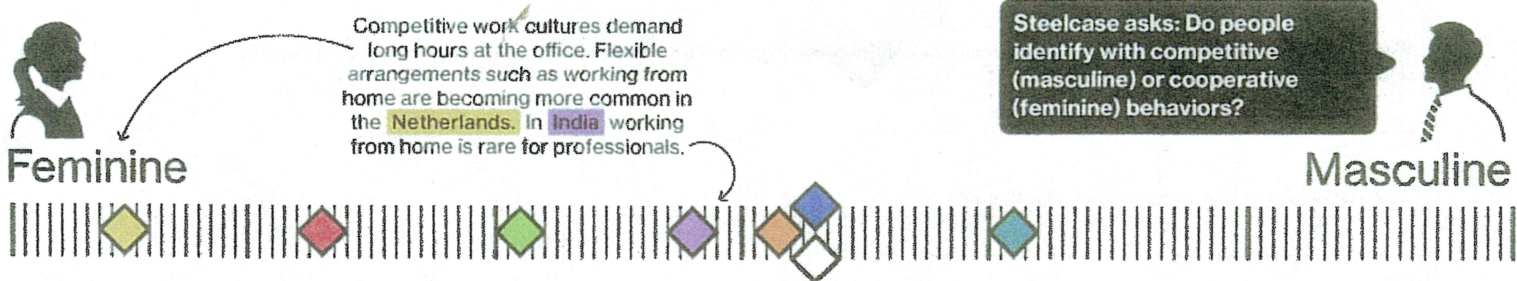 Competitive work cultures demand
long hours at the office. Flexible
arrangements such as working from
home are becoming more common in
the Netherlands. In India working
from home is rare for professionals.
Steelcase asks: Do people
identify with competitive
(masculine) or cooperative
(feminine) behaviors?
Feminine
Masculine